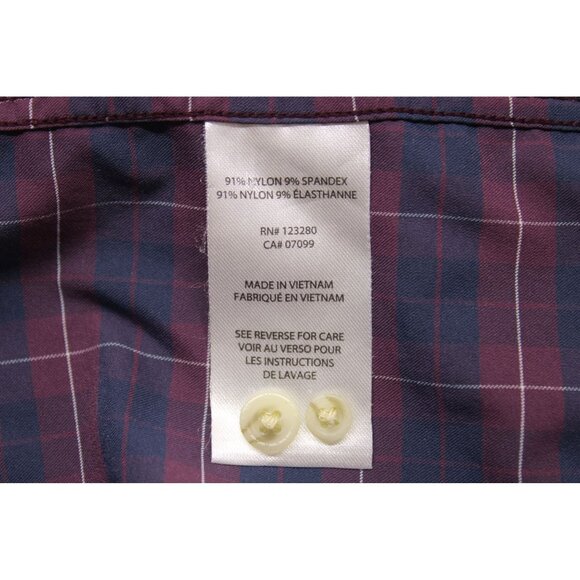 91% NYLON 9% SPANDEX
91% NYLON 9% ÉLASTHANNE
RN# 123280
CA# 07099
MADE IN VIETNAM
FABRIQUÉ EN VIETNAM
SEE REVERSE FOR CARE
VOIR AU VERSO POUR
LES INSTRUCTIONS
DE LAVAGE